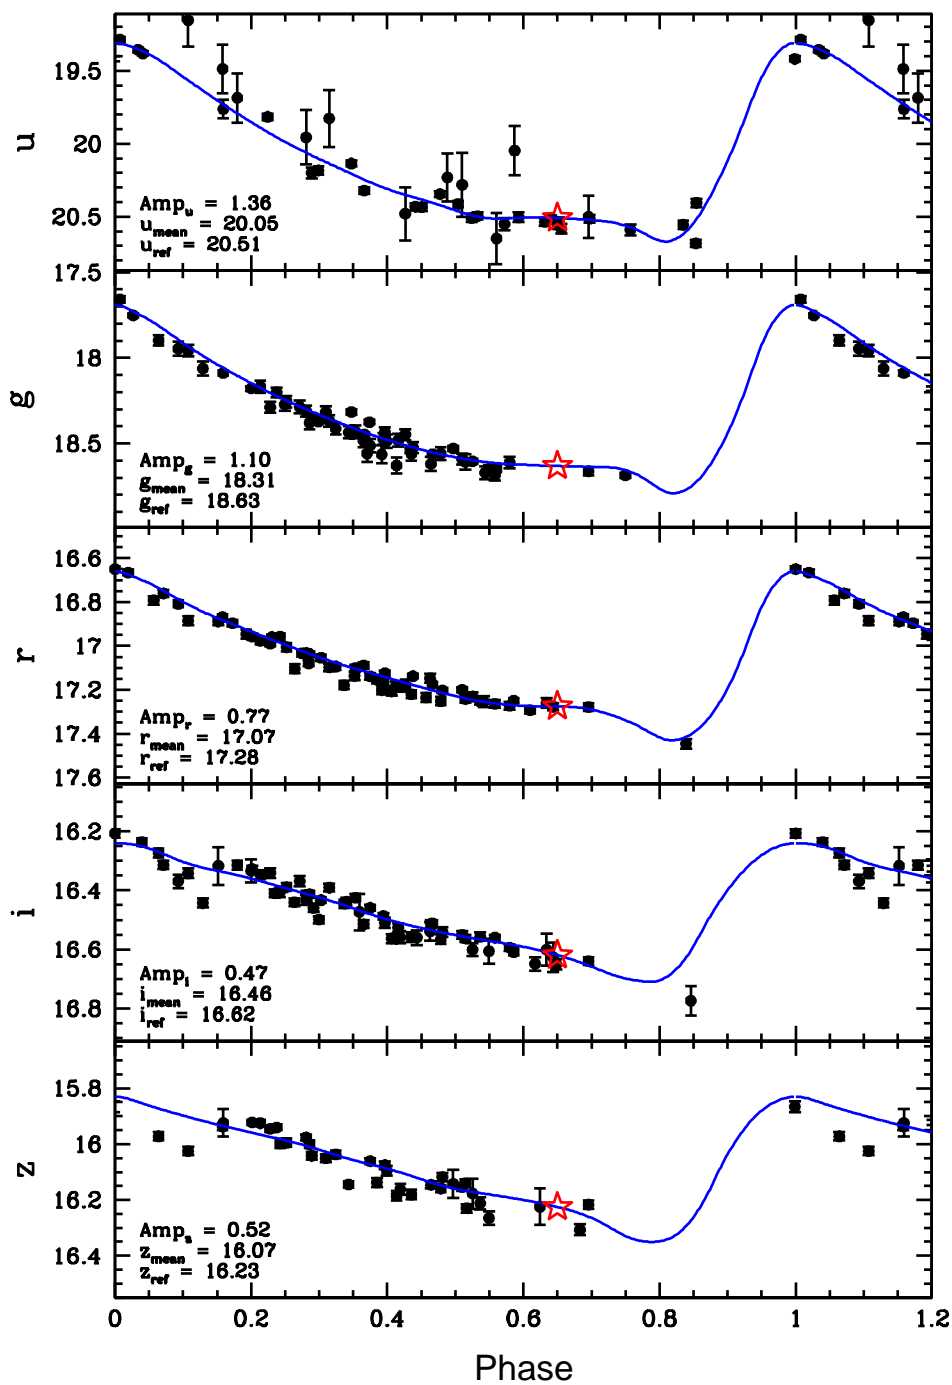 19.5
20
20.5
u
Amp_u = 1.36
u_mean = 20.05
u_ref = 20.51
17.5
18
18.5
g
Amp_g = 1.10
g_mean = 18.31
g_ref = 18.63
16.6
16.8
17
17.2
17.4
17.6
r
Amp_r = 0.77
r_mean = 17.07
r_ref = 17.28
16.2
16.4
16.6
16.8
i
Amp_i = 0.47
i_mean = 16.46
i_ref = 16.62
15.8
16
16.2
16.4
z
Amp_z = 0.52
z_mean = 16.07
z_ref = 16.23
0 0.2 0.4 0.6 0.8 1 1.2
Phase